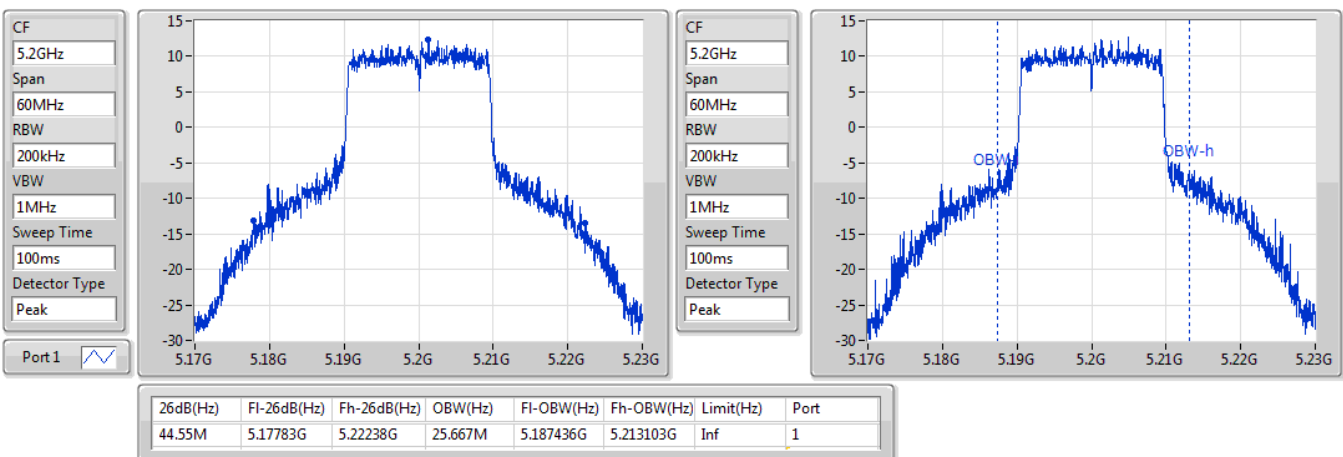 CF
5.2GHz
Span
60MHz
RBW
200kHz
VBW
1MHz
Sweep Time
100ms
Detector Type
Peak
Port 1
15
10
5
0
-5
-10
-15
-20
-25
-30
5.17G 5.18G 5.19G 5.2G 5.21G 5.22G 5.23G
CF
5.2GHz
Span
60MHz
RBW
200kHz
VBW
1MHz
Sweep Time
100ms
Detector Type
Peak
15
10
5
0
-5
-10
-15
-20
-25
-30
OBW-h
5.17G 5.18G 5.19G 5.2G 5.21G 5.22G 5.23G
26dB(Hz) Fl-26dB(Hz) Fh-26dB(Hz) OBW(Hz) Fl-OBW(Hz) Fh-OBW(Hz) Limit(Hz) Port
44.55M 5.17783G 5.22238G 25.667M 5.187436G 5.213103G Inf 1